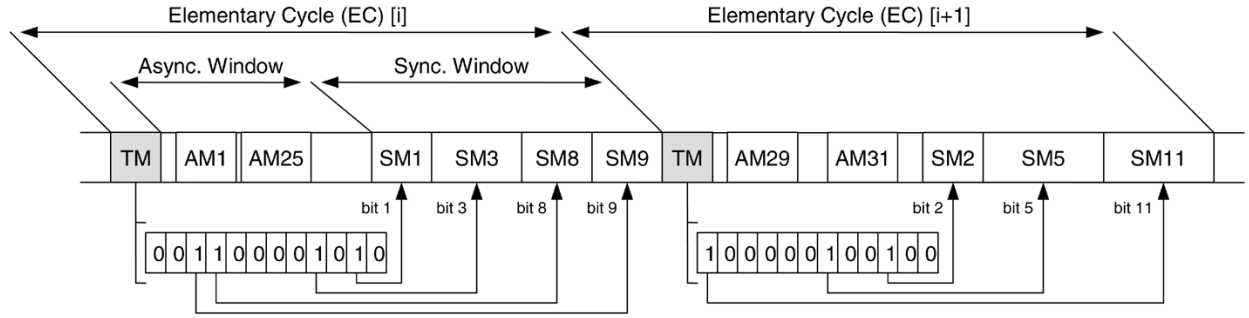 Elementary Cycle (EC) [i] Elementary Cycle (EC) [i+1]
Async. Window Sync. Window
TM AM1 AM25 SM1 SM3 SM8 SM9 TM AM29 AM31 SM2 SM5 SM11
bit 1 bit 3 bit 8 bit 9 bit 2 bit 5 bit 11
0 0 1 1 0 0 0 0 1 0 1 0 1 0 0 0 0 0 1 0 0 1 0 0